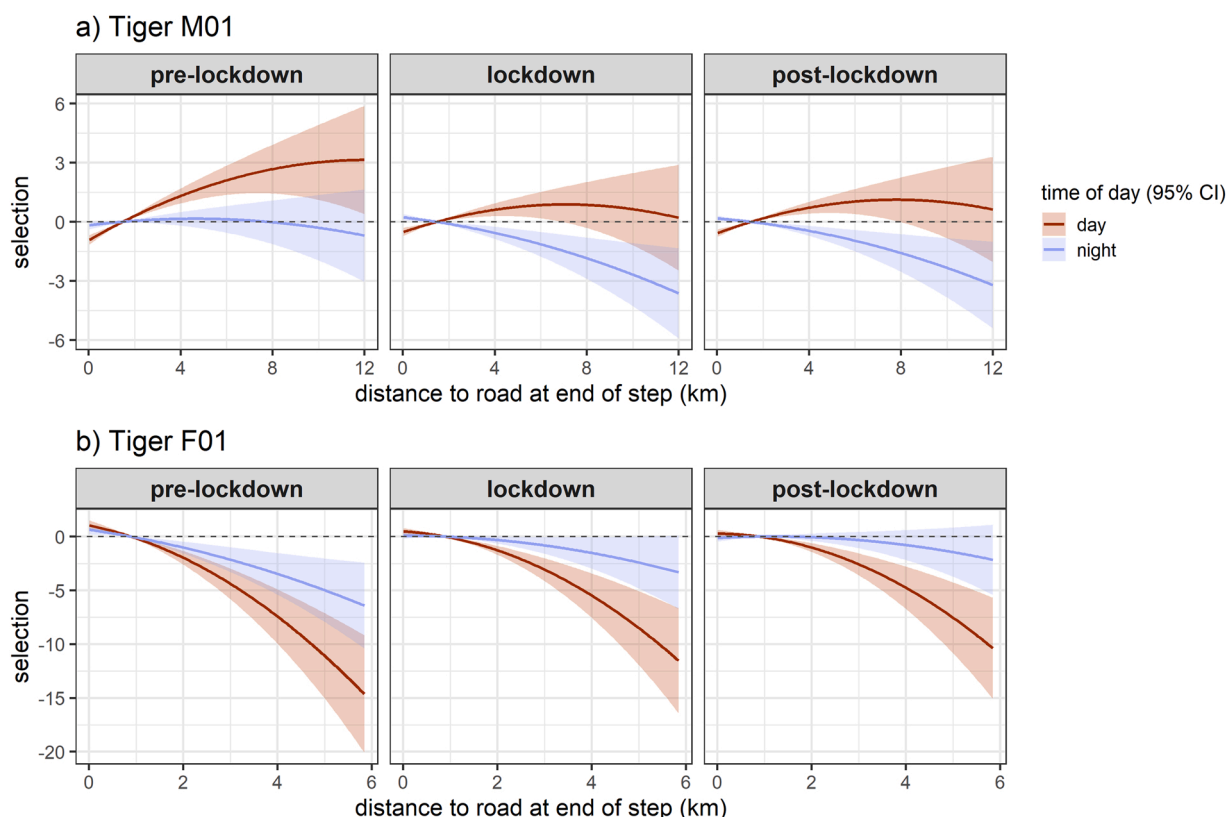 a) Tiger M01
pre-lockdown lockdown post-lockdown
6
3
0
-3
-6
selection
0 4 8 12 0 4 8 12 0 4 8 12
distance to road at end of step (km)
time of day (95% CI)
day
night
b) Tiger F01
pre-lockdown lockdown post-lockdown
0
-5
-10
-15
-20
selection
0 2 4 6 0 2 4 6 0 2 4 6
distance to road at end of step (km)